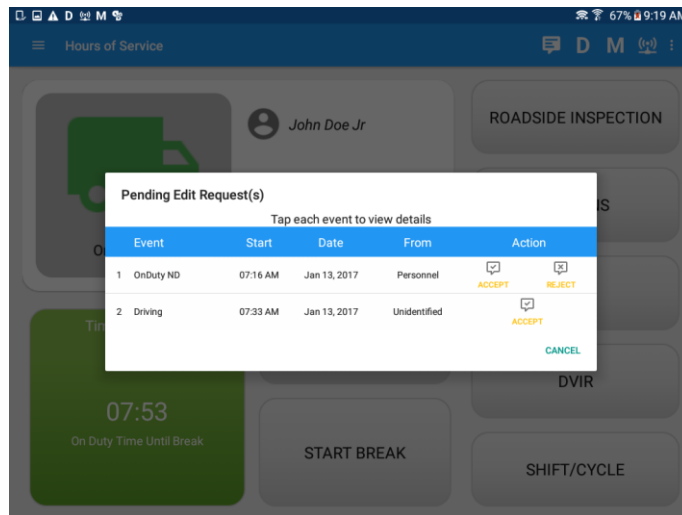 D M 67% 9:19 AM
Hours of Service
D M
John Doe Jr
ROADSIDE INSPECTION
Pending Edit Request(s)
Tap each event to view details
Event Start Date From Action
1 OnDuty ND 07:16 AM Jan 13, 2017 Personnel ACCEPT REJECT
2 Driving 07:33 AM Jan 13, 2017 Unidentified ACCEPT
CANCEL
DVIR
07:53
On Duty Time Until Break
START BREAK
SHIFT/CYCLE